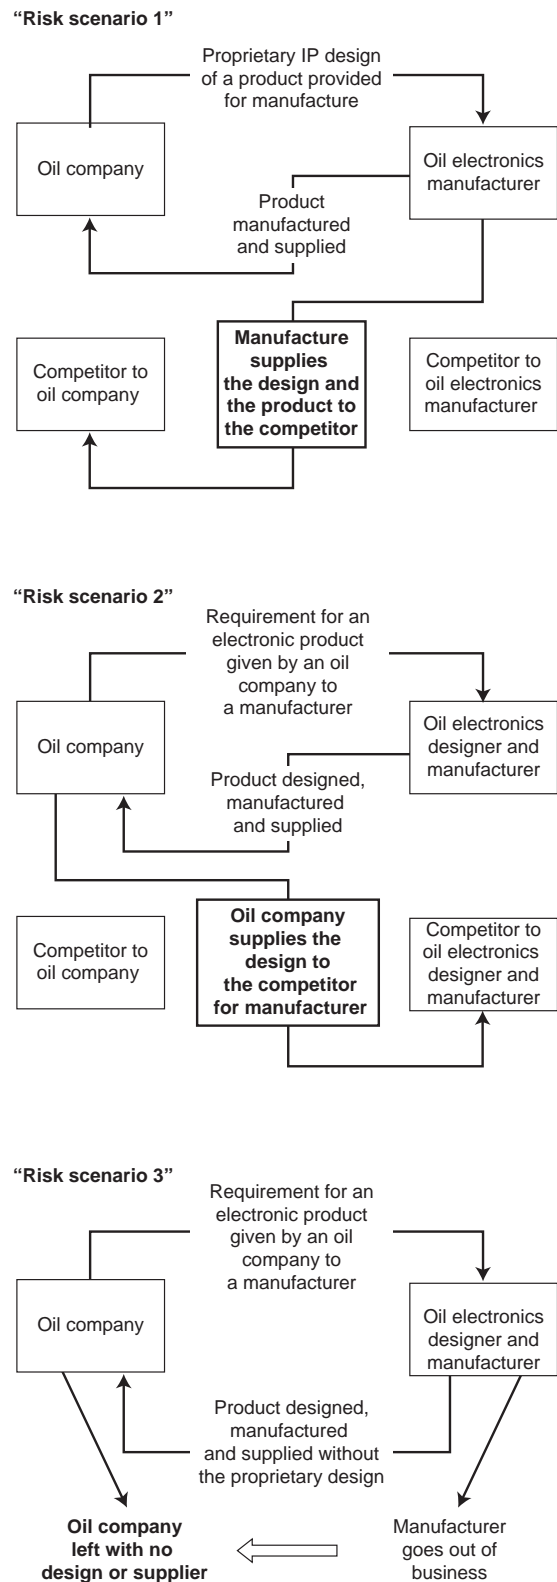 “Risk scenario 1”
Proprietary IP design
of a product provided
for manufacture
Oil company
Oil electronics
manufacturer
Product
manufactured
and supplied
Manufacture
supplies
the design and
the product to
the competitor
Competitor to
oil company
Competitor to
oil electronics
manufacturer
“Risk scenario 2”
Requirement for an
electronic product
given by an oil
company to
a manufacturer
Oil company
Oil electronics
designer and
manufacturer
Product designed,
manufactured
and supplied
Competitor to
oil company
Oil company
supplies the
design to
the competitor
for manufacturer
Competitor to
oil electronics
designer and
manufacturer
“Risk scenario 3”
Requirement for an
electronic product
given by an oil
company to
a manufacturer
Oil company
Oil electronics
designer and
manufacturer
Product designed,
manufactured
and supplied without
the proprietary design
Oil company
left with no
design or supplier
Manufacturer
goes out of
business